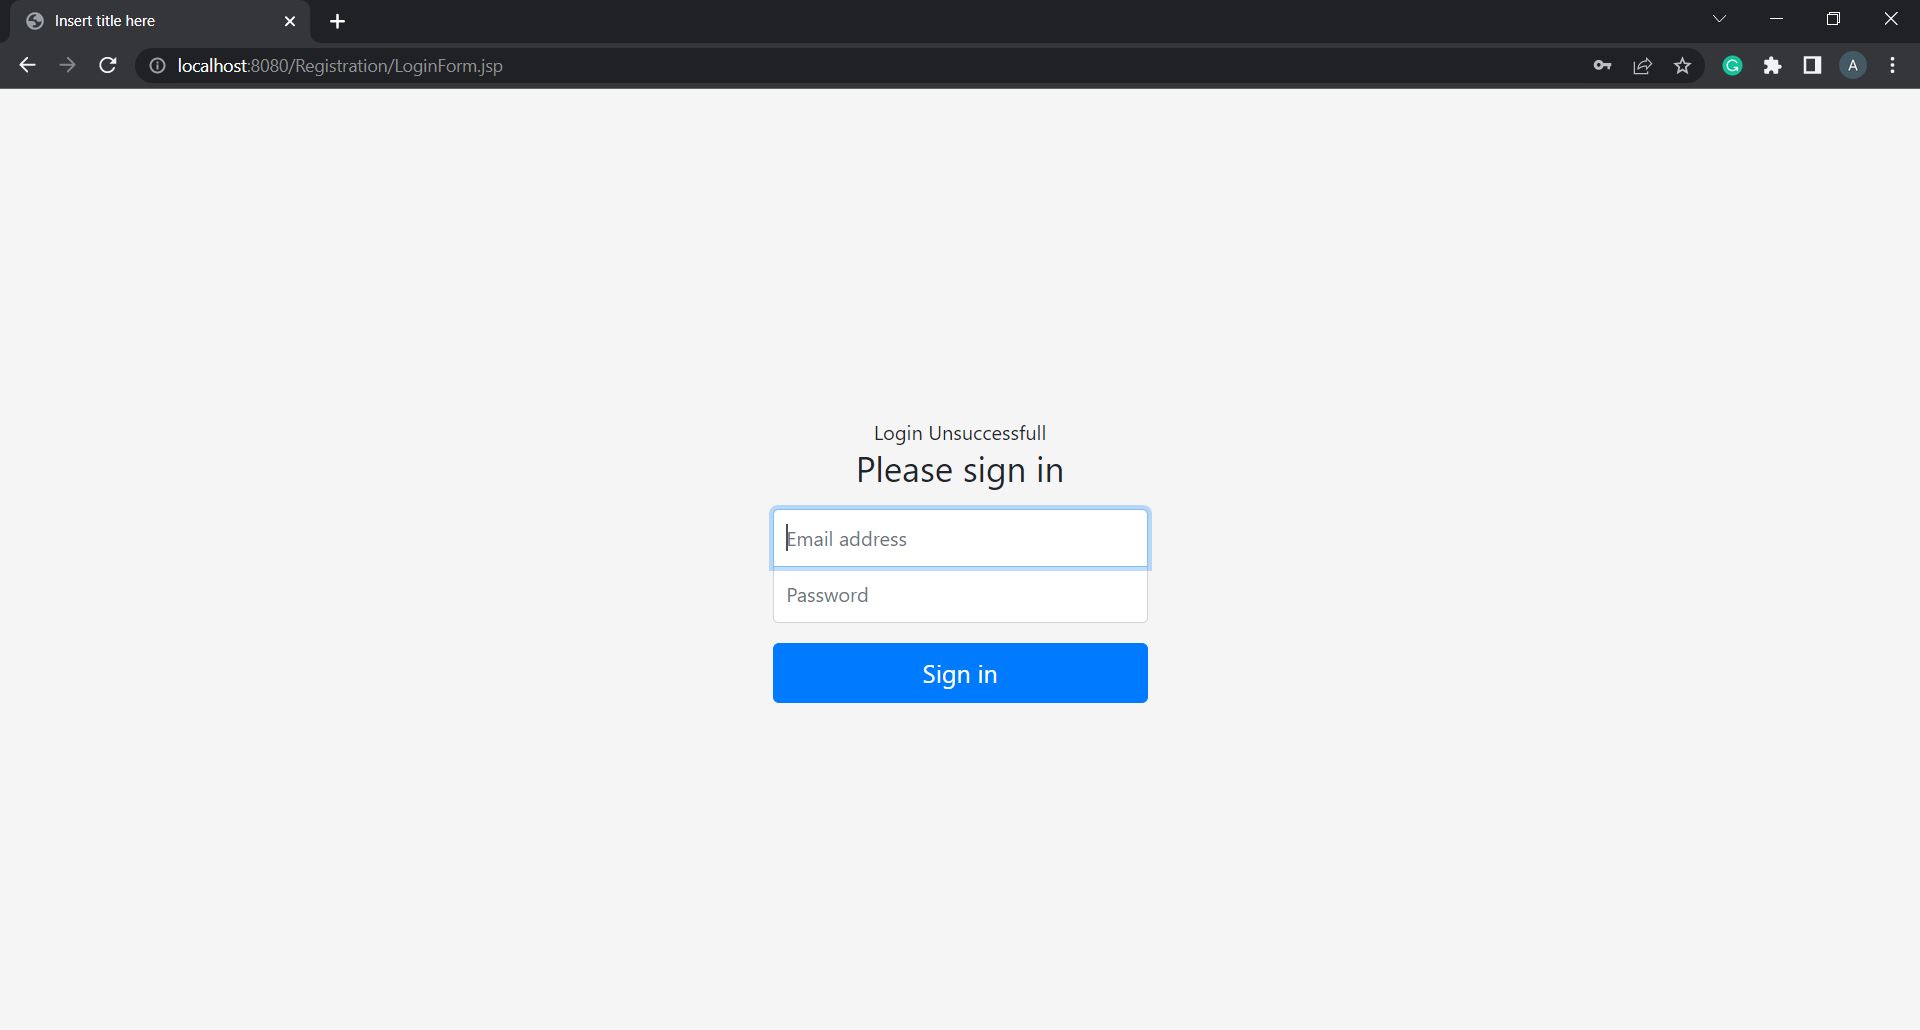 Insert title here
localhost:8080/Registration/LoginForm.jsp
A
Login Unsuccessfull
Please sign in
Email address
Password
Sign in